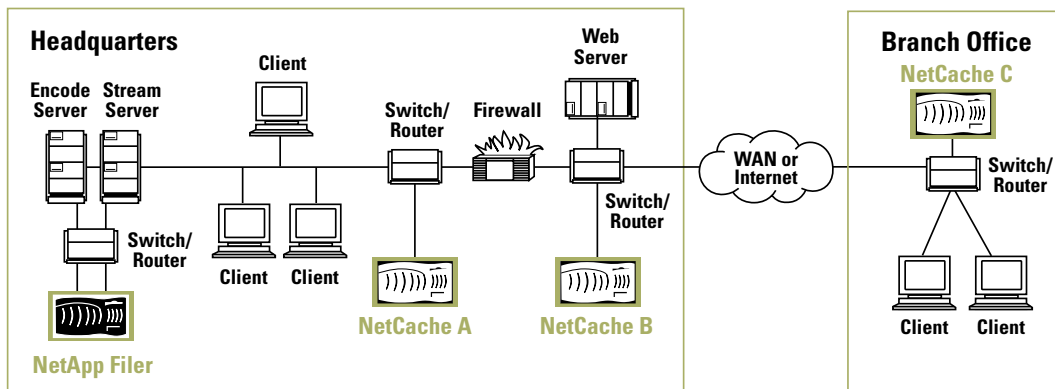 Headquarters
Encode
Server
Stream
Server
Client
Switch/
Router
Firewall
Web
Server
Switch/
Router
Switch/
Router
Client
Client
NetApp Filer
NetCache A
NetCache B
WAN or
Internet
Branch Office
NetCache C
Switch/
Router
Client
Client